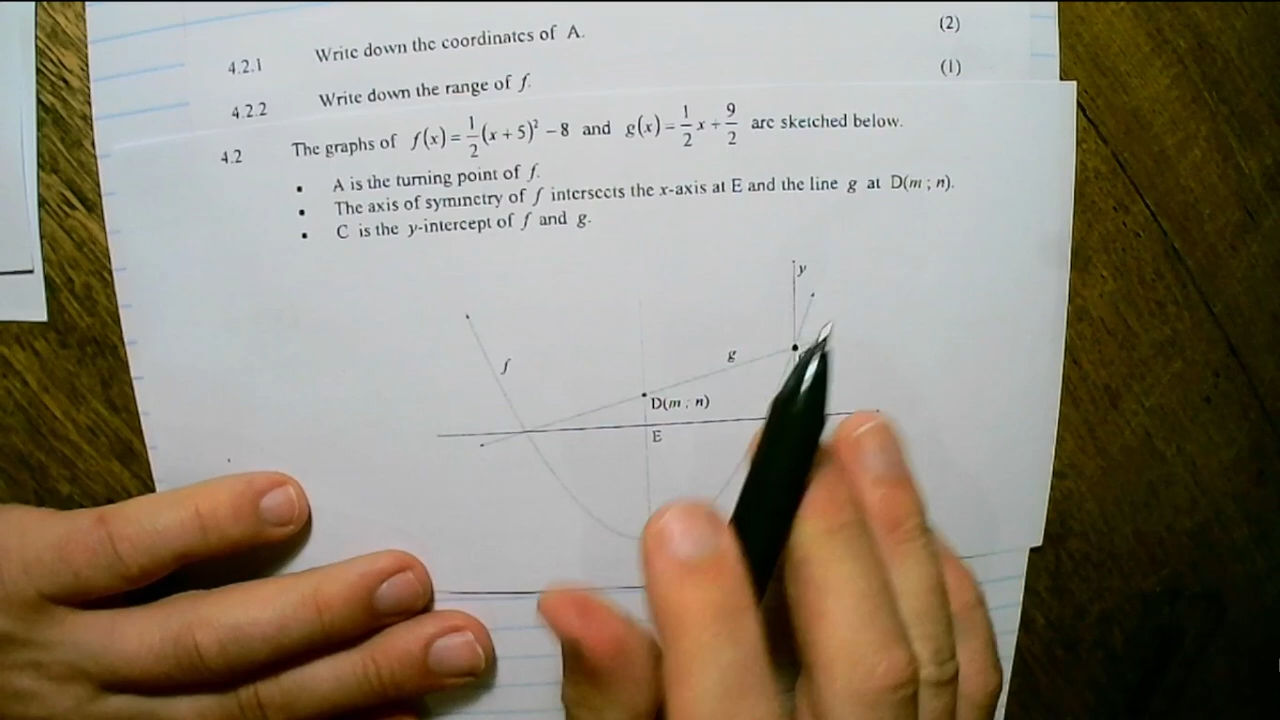 4.2.1 Write down the coordinates of A. (2)
4.2.2 Write down the range of f. (1)
4.2 The graphs of f(x) = 1/2(x + 5)² − 8 and g(x) = 1/2x + 9/2 are sketched below.
• A is the turning point of f.
• The axis of symmetry of f intersects the x-axis at E and the line g at D(m ; n).
• C is the y-intercept of f and g.
y
f
g
D(m ; n)
E